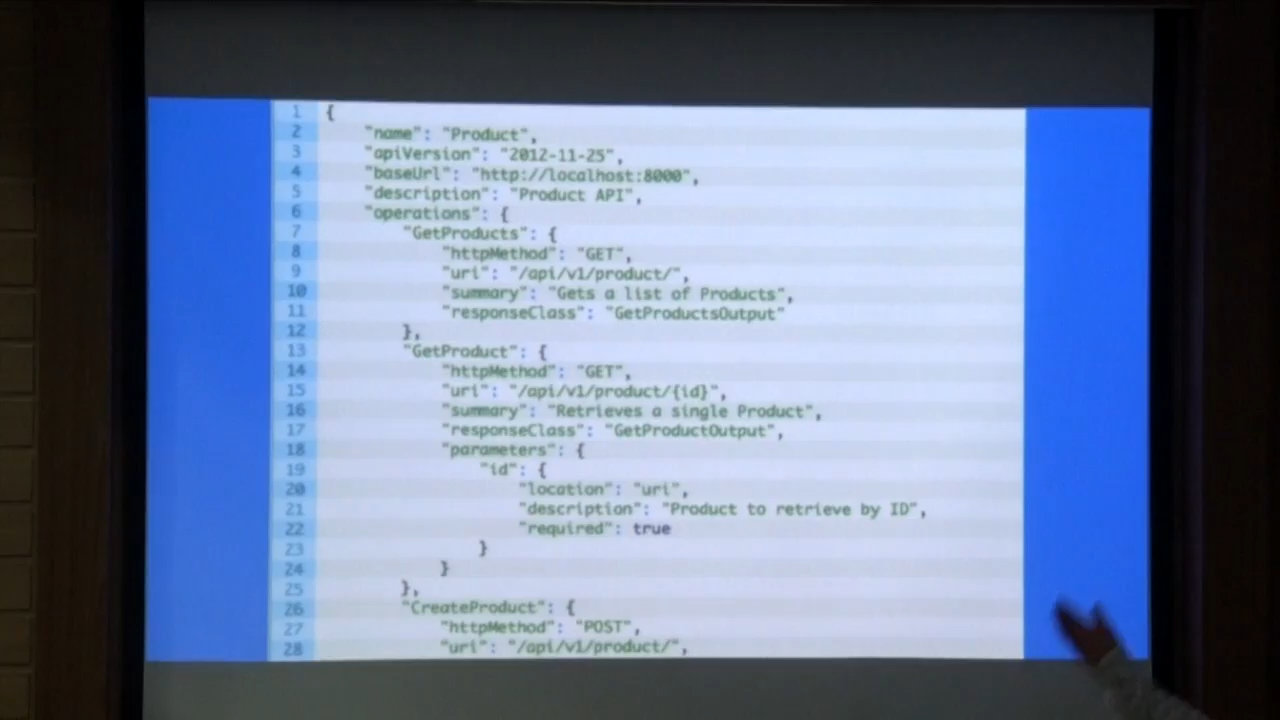 1 {
2 "name": "Product",
3 "apiVersion": "2012-11-25",
4 "baseUrl": "http://localhost:8000",
5 "description": "Product API",
6 "operations": {
7 "GetProducts": {
8 "httpMethod": "GET",
9 "uri": "/api/v1/product/",
10 "summary": "Gets a list of Products",
11 "responseClass": "GetProductsOutput"
12 },
13 "GetProduct": {
14 "httpMethod": "GET",
15 "uri": "/api/v1/product/{id}",
16 "summary": "Retrieves a single Product",
17 "responseClass": "GetProductOutput",
18 "parameters": {
19 "id": {
20 "location": "uri",
21 "description": "Product to retrieve by ID",
22 "required": true
23 }
24 }
25 },
26 "CreateProduct": {
27 "httpMethod": "POST",
28 "uri": "/api/v1/product/",